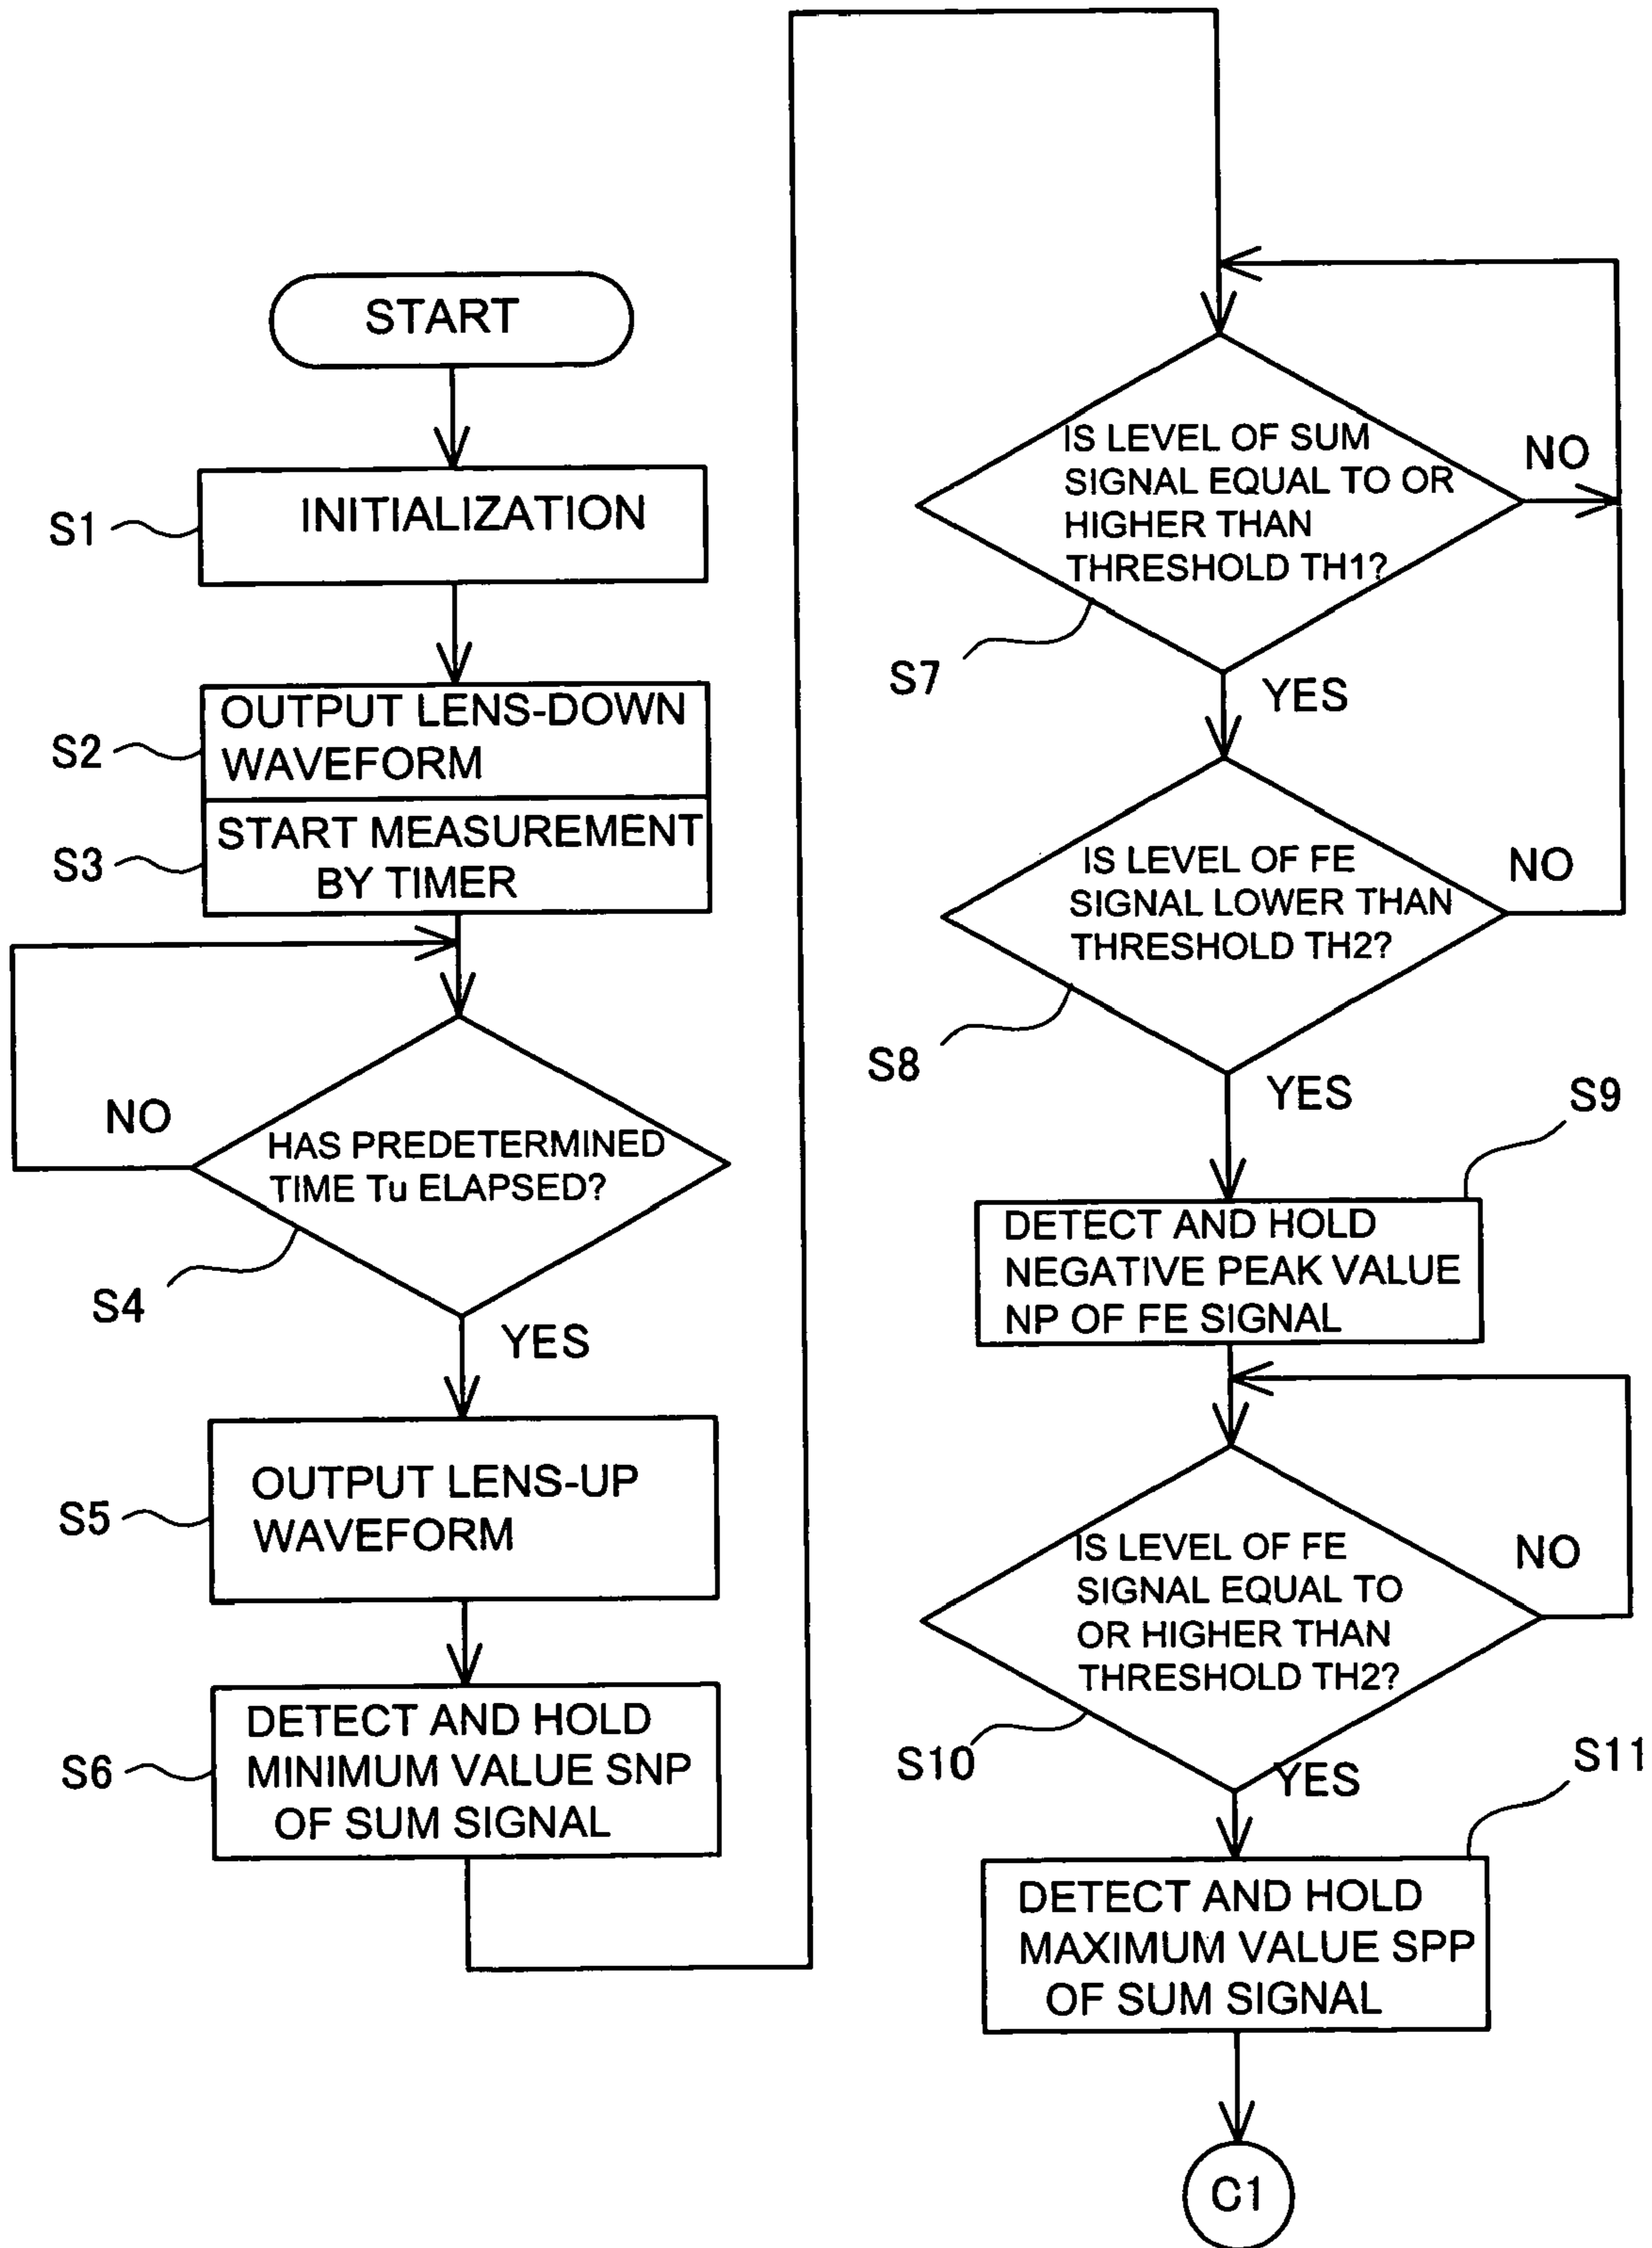 START
S1
INITIALIZATION
S2
OUTPUT LENS-DOWN
WAVEFORM
S3
START MEASUREMENT
BY TIMER
NO
HAS PREDETERMINED
TIME Tu ELAPSED?
S4
YES
S5
OUTPUT LENS-UP
WAVEFORM
S6
DETECT AND HOLD
MINIMUM VALUE SNP
OF SUM SIGNAL
IS LEVEL OF SUM
SIGNAL EQUAL TO OR
HIGHER THAN
THRESHOLD TH1?
NO
S7
YES
IS LEVEL OF FE
SIGNAL LOWER THAN
THRESHOLD TH2?
NO
S8
YES
S9
DETECT AND HOLD
NEGATIVE PEAK VALUE
NP OF FE SIGNAL
IS LEVEL OF FE
SIGNAL EQUAL TO
OR HIGHER THAN
THRESHOLD TH2?
NO
S10
YES
S11
DETECT AND HOLD
MAXIMUM VALUE SPP
OF SUM SIGNAL
C1